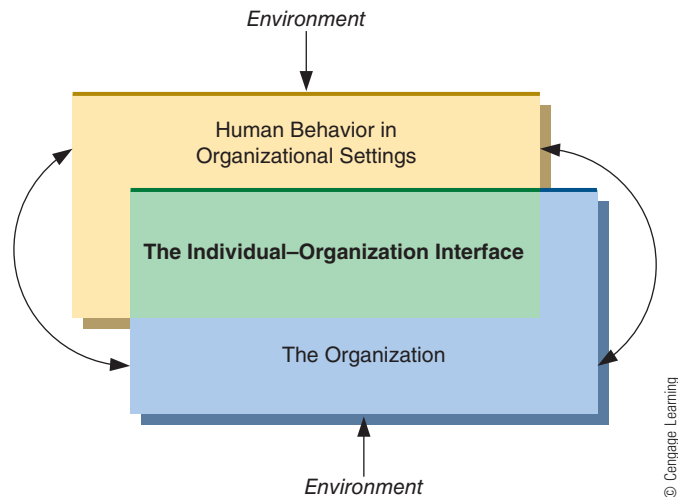 Environment
Human Behavior in
Organizational Settings
The Individual–Organization Interface
The Organization
Environment
© Cengage Learning